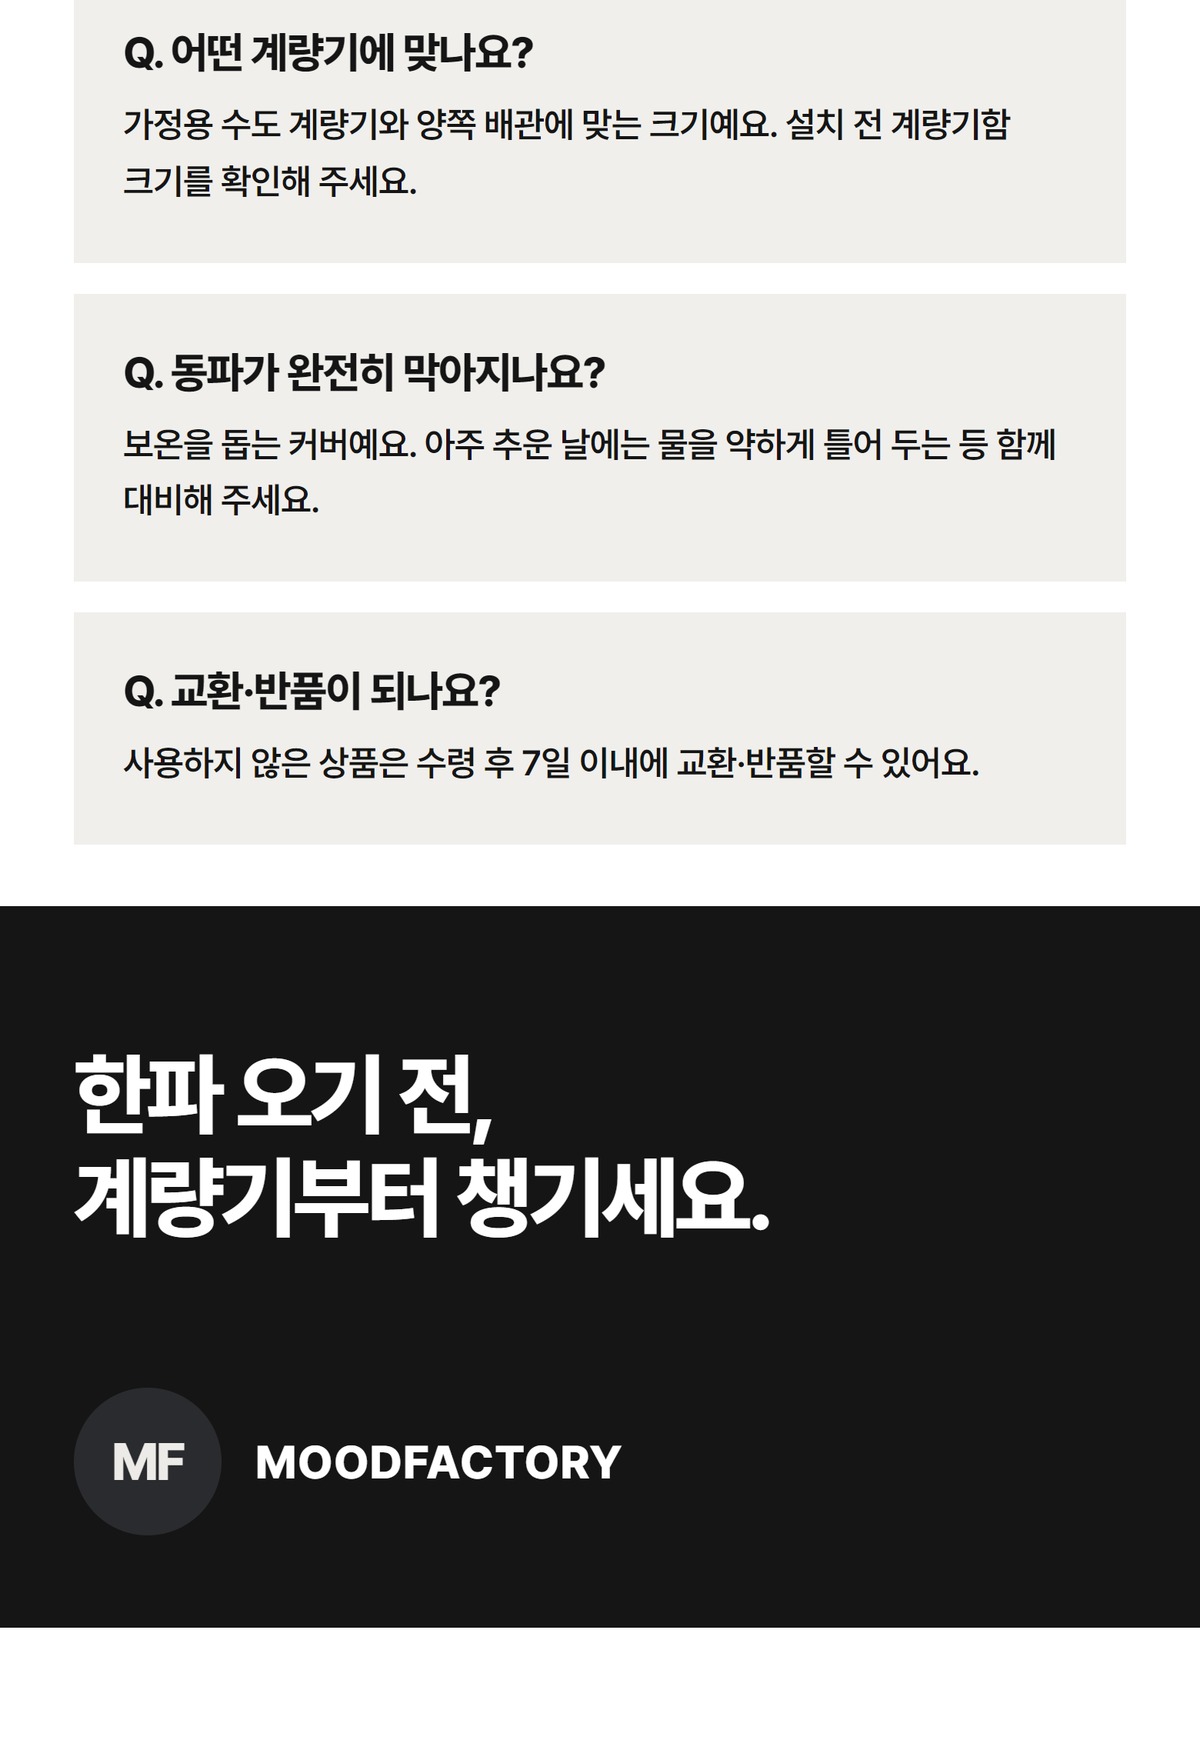 Q. 어떤 계량기에 맞나요?
가정용 수도 계량기와 양쪽 배관에 맞는 크기예요. 설치 전 계량기함
크기를 확인해 주세요.
Q. 동파가 완전히 막아지나요?
보온을 돕는 커버예요. 아주 추운 날에는 물을 약하게 틀어 두는 등 함께
대비해 주세요.
Q. 교환·반품이 되나요?
사용하지 않은 상품은 수령 후 7일 이내에 교환·반품할 수 있어요.
한파 오기 전,
계량기부터 챙기세요.
MF MOODFACTORY